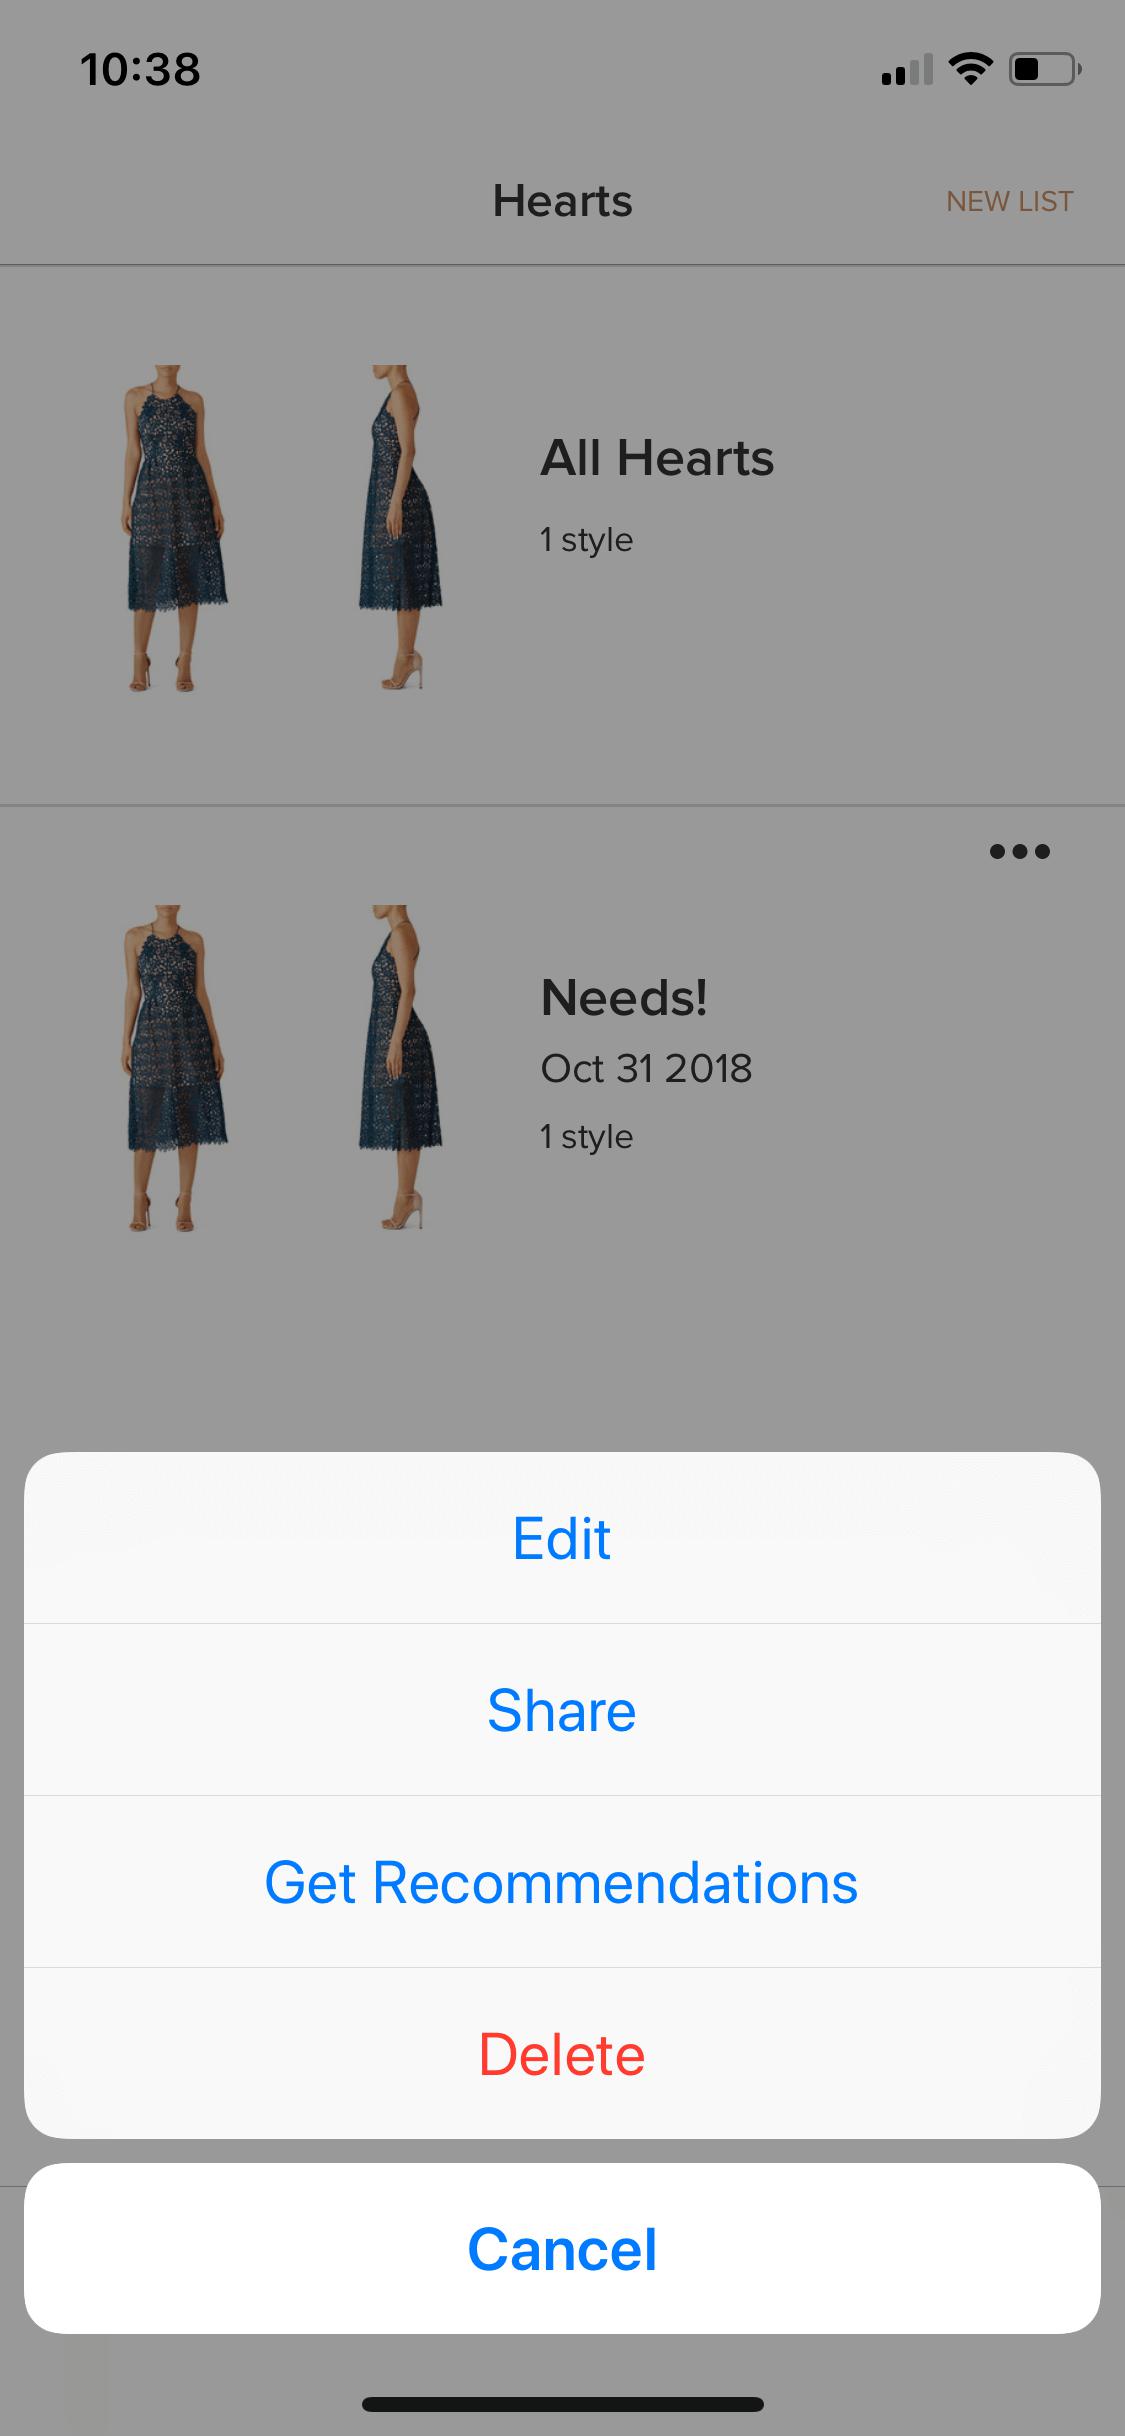 10:38
Hearts
NEW LIST
All Hearts
1 style
Needs!
Oct 31 2018
1 style
Edit
Share
Get Recommendations
Delete
Cancel